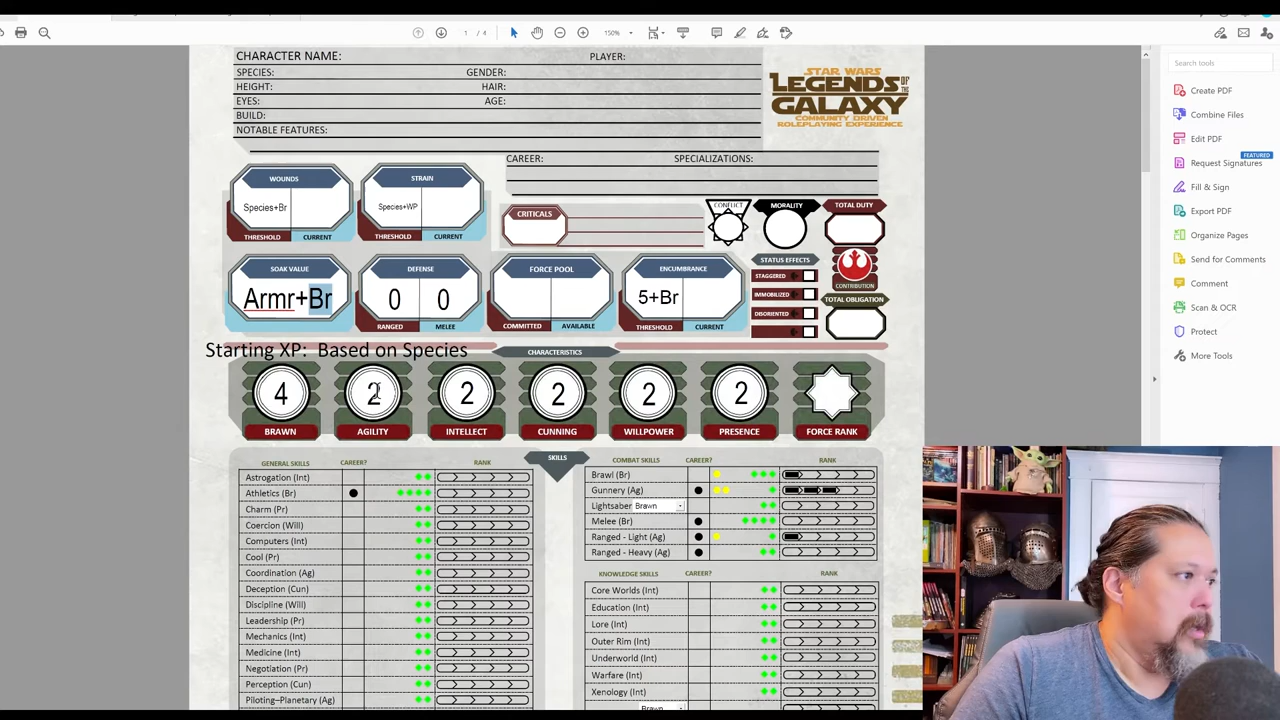 1 / 4
150%
Search tools
CHARACTER NAME:
PLAYER:
SPECIES:
GENDER:
HEIGHT:
HAIR:
EYES:
AGE:
BUILD:
NOTABLE FEATURES:
STAR WARS
LEGENDS OF THE
GALAXY
COMMUNITY DRIVEN
ROLEPLAYING EXPERIENCE
CAREER:
SPECIALIZATIONS:
WOUNDS
Species+Br
THRESHOLD
CURRENT
STRAIN
Species+WP
THRESHOLD
CURRENT
CRITICALS
CONFLICT
MORALITY
TOTAL DUTY
SOAK VALUE
Armr+Br
DEFENSE
0 0
RANGED
MELEE
FORCE POOL
COMMITTED
AVAILABLE
ENCUMBRANCE
5+Br
THRESHOLD
CURRENT
STATUS EFFECTS
STAGGERED
IMMOBILIZED
DISORIENTED
CONTRIBUTION
TOTAL OBLIGATION
Starting XP: Based on Species
CHARACTERISTICS
4 2 2 2 2 2
BRAWN
AGILITY
INTELLECT
CUNNING
WILLPOWER
PRESENCE
FORCE RANK
SKILLS
GENERAL SKILLS
CAREER?
RANK
Astrogation (Int)
Athletics (Br)
Charm (Pr)
Coercion (Will)
Computers (Int)
Cool (Pr)
Coordination (Ag)
Deception (Cun)
Discipline (Will)
Leadership (Pr)
Mechanics (Int)
Medicine (Int)
Negotiation (Pr)
Perception (Cun)
Piloting–Planetary (Ag)
COMBAT SKILLS
CAREER?
RANK
Brawl (Br)
Gunnery (Ag)
Lightsaber Brawn
Melee (Br)
Ranged - Light (Ag)
Ranged - Heavy (Ag)
KNOWLEDGE SKILLS
CAREER?
RANK
Core Worlds (Int)
Education (Int)
Lore (Int)
Outer Rim (Int)
Underworld (Int)
Warfare (Int)
Xenology (Int)
Brawn
Create PDF
Combine Files
Edit PDF
FEATURED
Request Signatures
Fill & Sign
Export PDF
Organize Pages
Send for Comments
Comment
Scan & OCR
Protect
More Tools